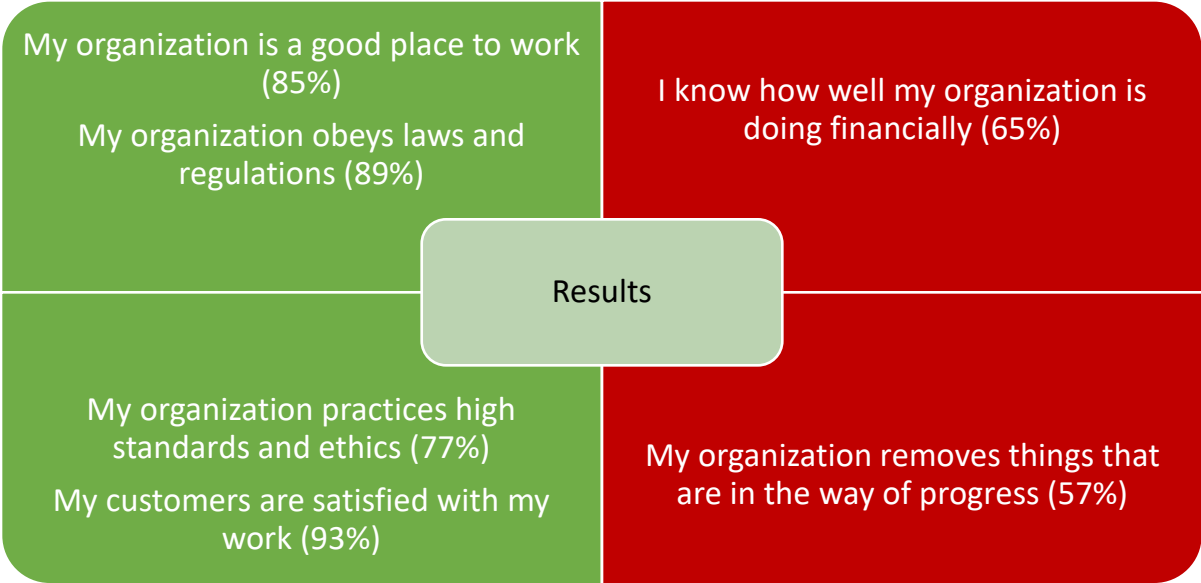 My organization is a good place to work
(85%)
My organization obeys laws and
regulations (89%)
I know how well my organization is
doing financially (65%)
Results
My organization practices high
standards and ethics (77%)
My customers are satisfied with my
work (93%)
My organization removes things that
are in the way of progress (57%)